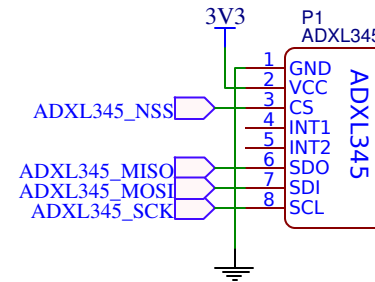 3V3
P1
ADXL345
1 GND
2 VCC
ADXL345_NSS 3 CS
4 INT1
5 INT2
ADXL345_MISO 6 SDO
ADXL345_MOSI 7 SDI
ADXL345_SCK 8 SCL
ADXL345